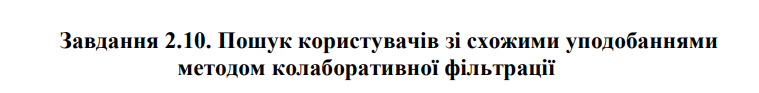 Завдання 2.10. Пошук користувачів зі схожими уподобаннями
методом колаборативної фільтрації